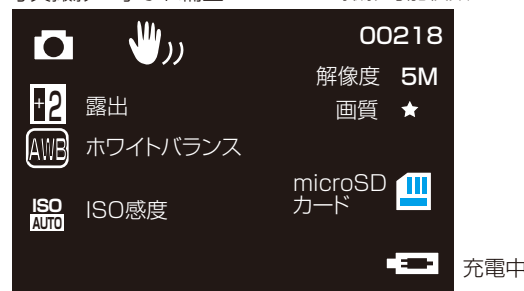 00218
解像度 5M
+2 露出
画質
AWB ホワイトバランス
microSD
カード
ISO
AUTO ISO感度
充電中